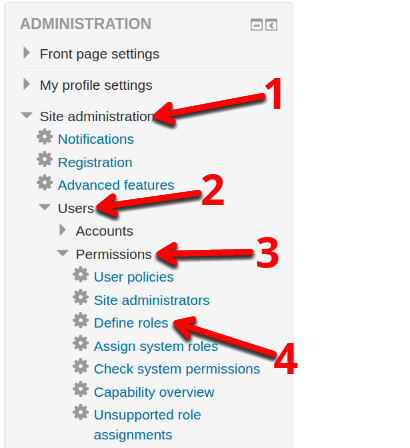 ADMINISTRATION
Front page settings
My profile settings
Site administration
1
Notifications
Registration
Advanced features
Users
2
Accounts
Permissions
3
User policies
Site administrators
Define roles
4
Assign system roles
Check system permissions
Capability overview
Unsupported role
assignments